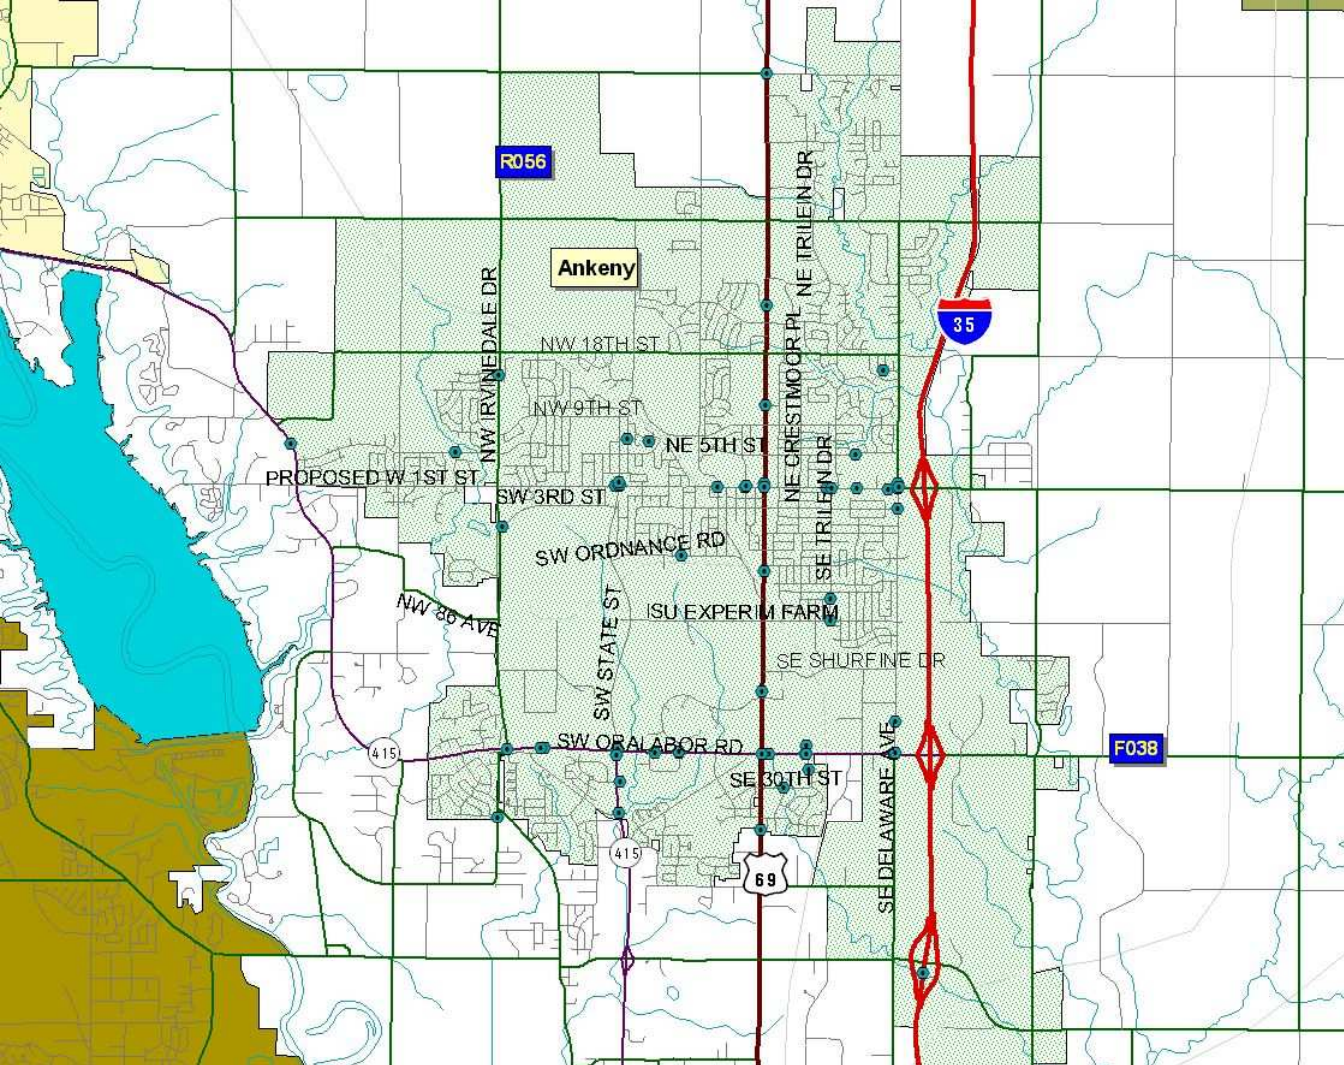 R056
Ankeny
NE TRILEIN DR
NW IRVINEDALE DR
35
NE CRESTMOOR PL
NW 18TH ST
NW 9TH ST
NE 5TH ST
PROPOSED W 1ST ST
SW 3RD ST
SE TRILEIN DR
SW ORDNANCE RD
NW 86 AVE
SW STATE ST
ISU EXPERIM FARM
SE SHURFINE DR
SW ORALABOR RD
415
F038
SE 30TH ST
SE DELAWARE AVE
415
69